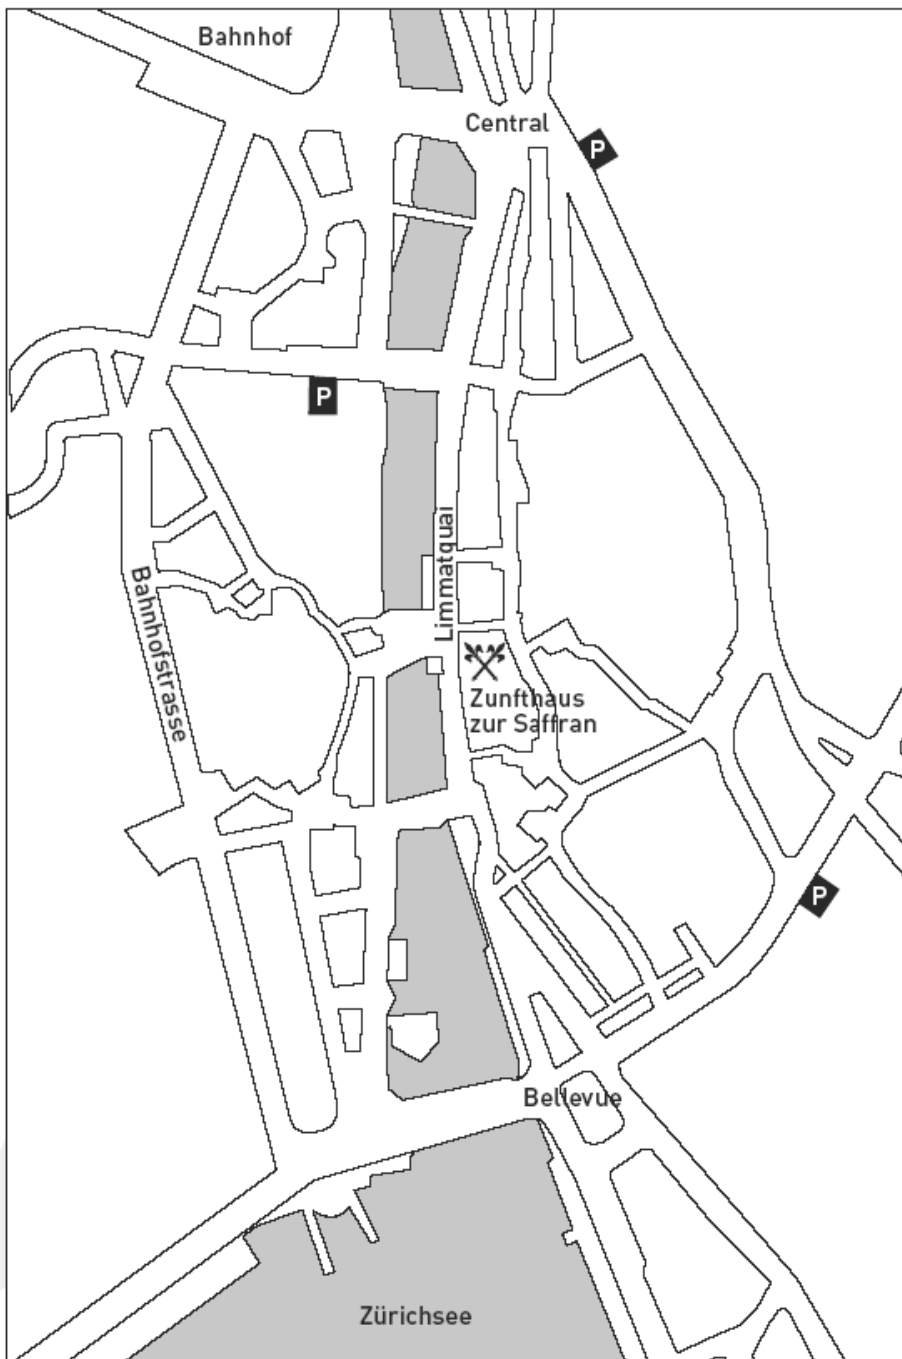 Bahnhof
Central
P
P
Limmatquai
Bahnhofstrasse
Zunfthaus
zur Saffran
P
Bellevue
Zürichsee